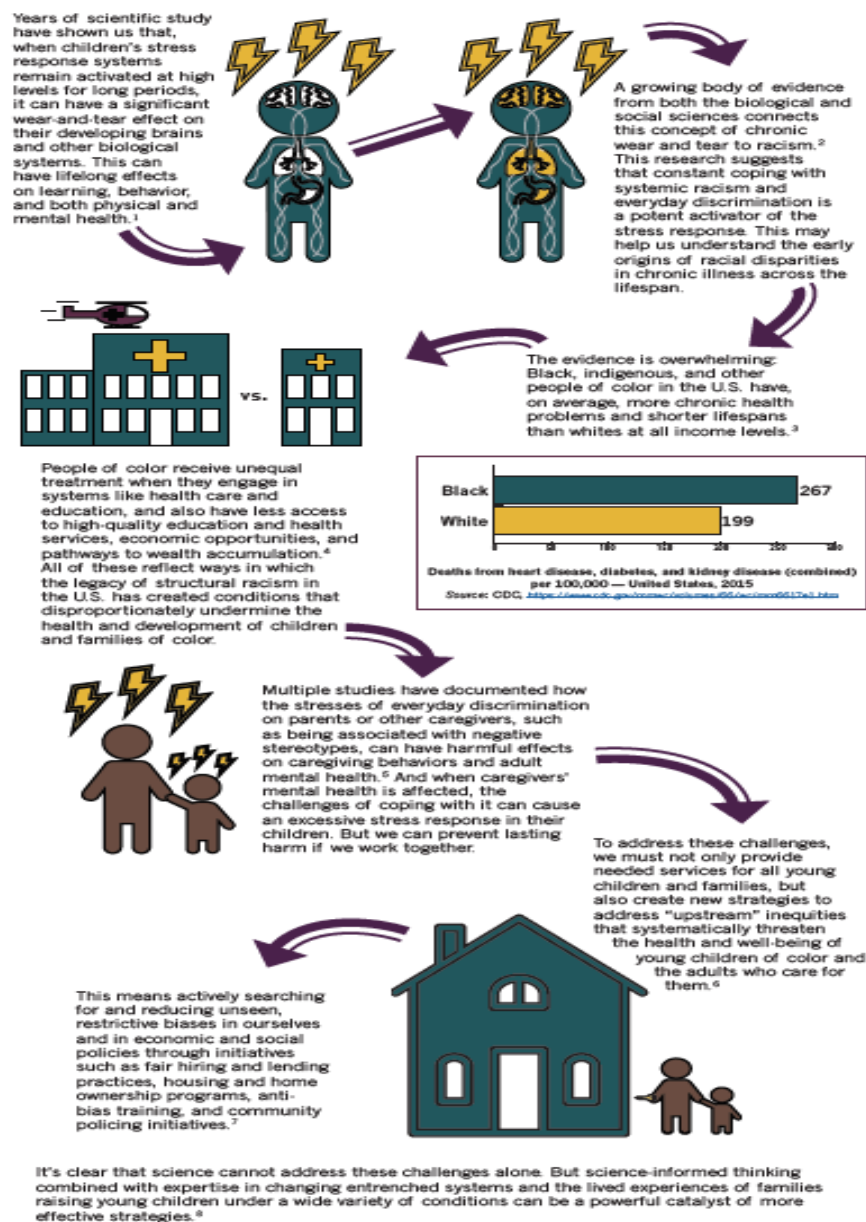 Years of scientific study
have shown us that,
when children's stress
response systems
remain activated at high
levels for long periods,
it can have a significant
wear-and-tear effect on
their developing brains
and other biological
systems. This can
have lifelong effects
on learning, behavior,
and both physical and
mental health.¹
A growing body of evidence
from both the biological and
social sciences connects
this concept of chronic
wear and tear to racism.²
This research suggests
that constant coping with
systemic racism and
everyday discrimination is
a potent activator of the
stress response. This may
help us understand the early
origins of racial disparities
in chronic illness across the
lifespan.
The evidence is overwhelming:
Black, indigenous, and other
people of color in the U.S. have,
on average, more chronic health
problems and shorter lifespans
than whites at all income levels.³
vs.
Black 267
White 199
0 50 100 150 200 250 300
Deaths from heart disease, diabetes, and kidney disease (combined)
per 100,000 — United States, 2015
Source: CDC,
People of color receive unequal
treatment when they engage in
systems like health care and
education, and also have less access
to high-quality education and health
services, economic opportunities, and
pathways to wealth accumulation.⁴
All of these reflect ways in which
the legacy of structural racism in
the U.S. has created conditions that
disproportionately undermine the
health and development of children
and families of color.
Multiple studies have documented how
the stresses of everyday discrimination
on parents or other caregivers, such
as being associated with negative
stereotypes, can have harmful effects
on caregiving behaviors and adult
mental health.⁵ And when caregivers'
mental health is affected, the
challenges of coping with it can cause
an excessive stress response in their
children. But we can prevent lasting
harm if we work together.
To address these challenges,
we must not only provide
needed services for all young
children and families, but
also create new strategies to
address "upstream" inequities
that systematically threaten
the health and well-being of
young children of color and
the adults who care for
them.⁶
This means actively searching
for and reducing unseen,
restrictive biases in ourselves
and in economic and social
policies through initiatives
such as fair hiring and lending
practices, housing and home
ownership programs, anti-
bias training, and community
policing initiatives.⁷
It's clear that science cannot address these challenges alone. But science-informed thinking
combined with expertise in changing entrenched systems and the lived experiences of families
raising young children under a wide variety of conditions can be a powerful catalyst of more
effective strategies.⁸